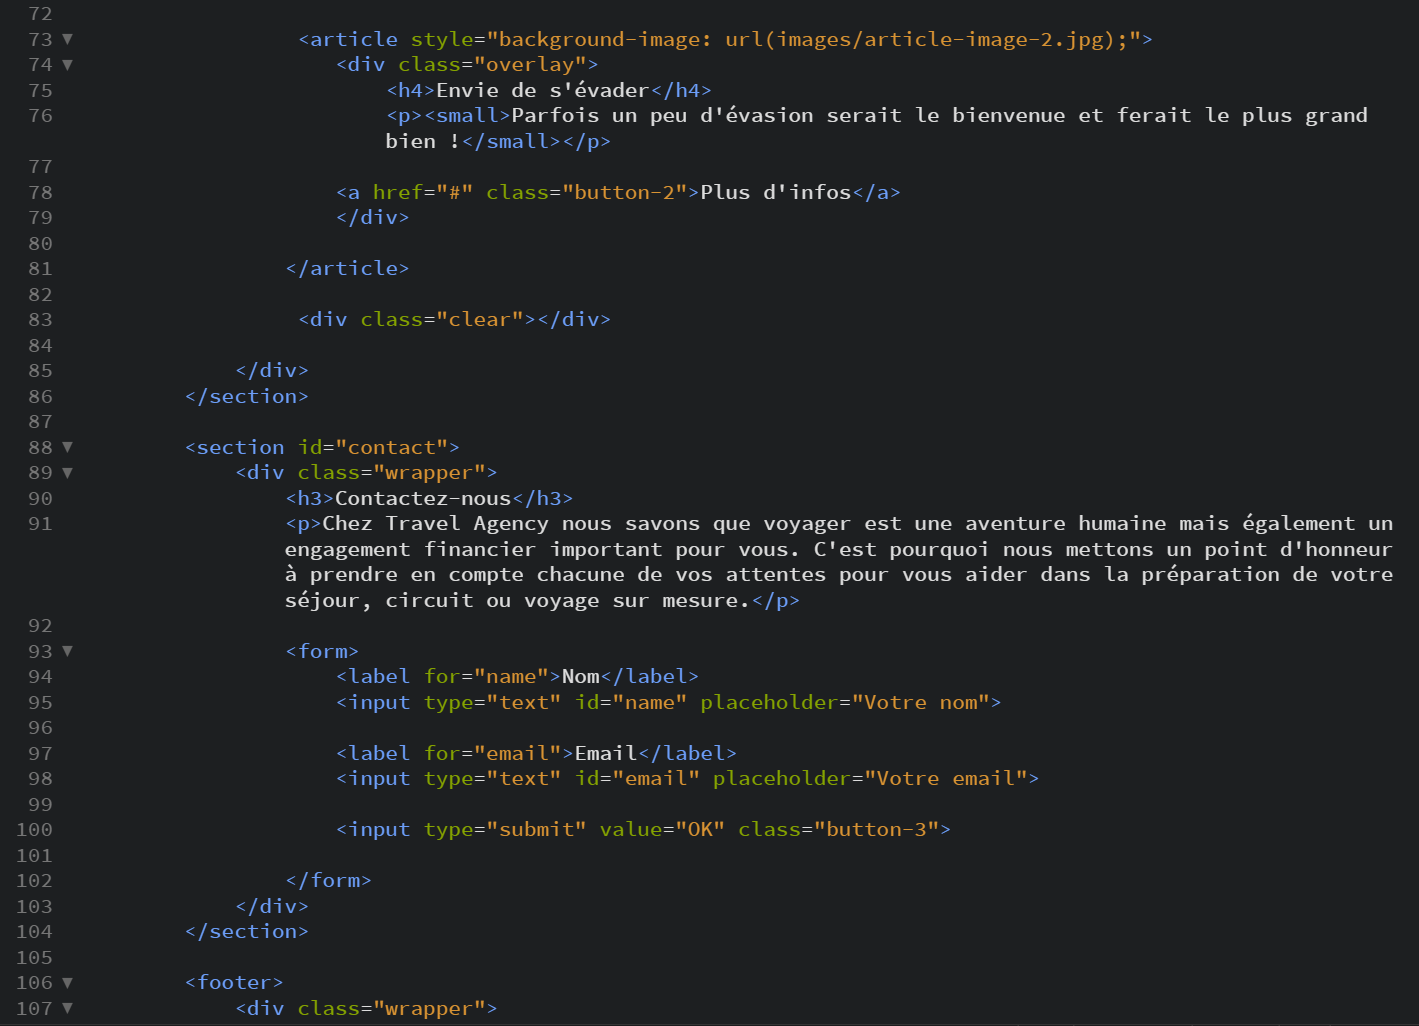 72
73 ▼ <article style="background-image: url(images/article-image-2.jpg);">
74 ▼ <div class="overlay">
75 <h4>Envie de s'évader</h4>
76 <p><small>Parfois un peu d'évasion serait le bienvenue et ferait le plus grand
bien !</small></p>
77
78 <a href="#" class="button-2">Plus d'infos</a>
79 </div>
80
81 </article>
82
83 <div class="clear"></div>
84
85 </div>
86 </section>
87
88 ▼ <section id="contact">
89 ▼ <div class="wrapper">
90 <h3>Contactez-nous</h3>
91 <p>Chez Travel Agency nous savons que voyager est une aventure humaine mais également un
engagement financier important pour vous. C'est pourquoi nous mettons un point d'honneur
à prendre en compte chacune de vos attentes pour vous aider dans la préparation de votre
séjour, circuit ou voyage sur mesure.</p>
92
93 ▼ <form>
94 <label for="name">Nom</label>
95 <input type="text" id="name" placeholder="Votre nom">
96
97 <label for="email">Email</label>
98 <input type="text" id="email" placeholder="Votre email">
99
100 <input type="submit" value="OK" class="button-3">
101
102 </form>
103 </div>
104 </section>
105
106 ▼ <footer>
107 ▼ <div class="wrapper">